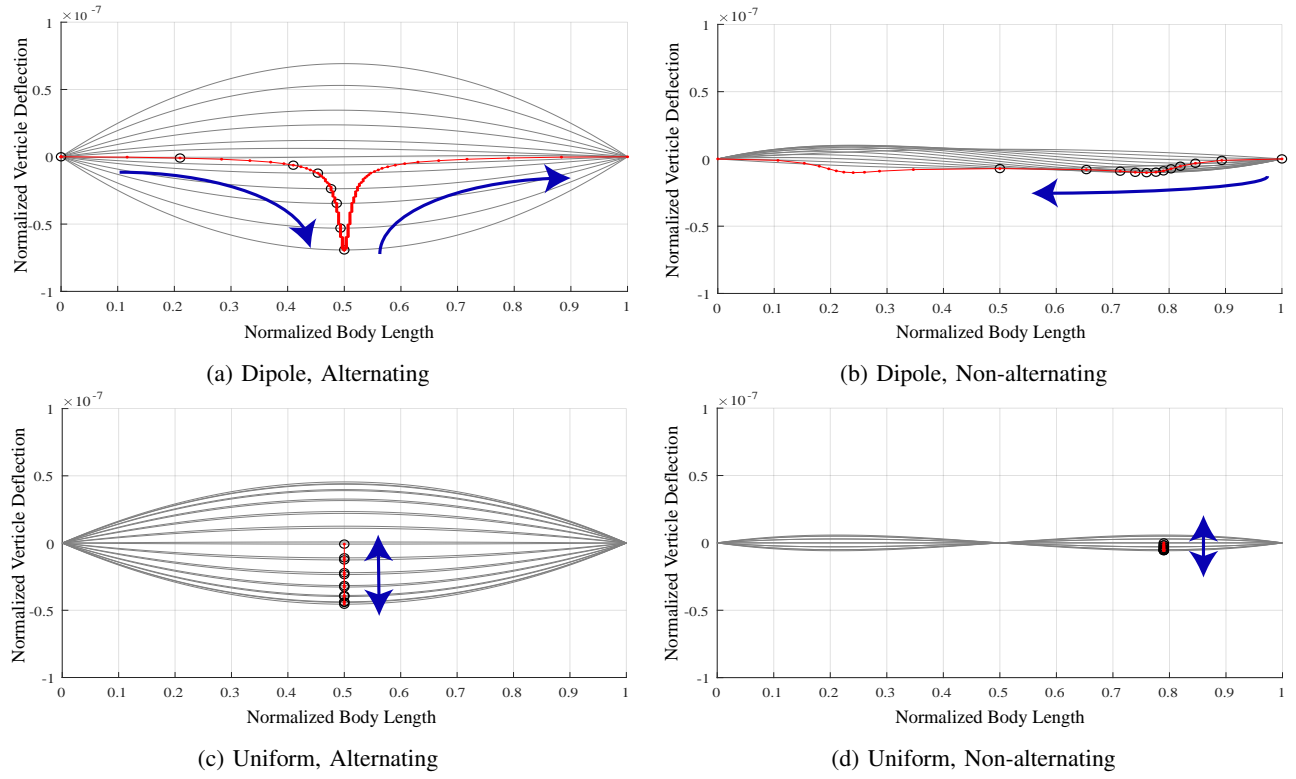 ×10⁻⁷
1
0.5
0
-0.5
-1
Normalized Verticle Deflection
0 0.1 0.2 0.3 0.4 0.5 0.6 0.7 0.8 0.9 1
Normalized Body Length
(a) Dipole, Alternating
×10⁻⁷
1
0.5
0
-0.5
-1
Normalized Verticle Deflection
0 0.1 0.2 0.3 0.4 0.5 0.6 0.7 0.8 0.9 1
Normalized Body Length
(b) Dipole, Non-alternating
×10⁻⁷
1
0.5
0
-0.5
-1
Normalized Verticle Deflection
0 0.1 0.2 0.3 0.4 0.5 0.6 0.7 0.8 0.9 1
Normalized Body Length
(c) Uniform, Alternating
×10⁻⁷
1
0.5
0
-0.5
-1
Normalized Verticle Deflection
0 0.1 0.2 0.3 0.4 0.5 0.6 0.7 0.8 0.9 1
Normalized Body Length
(d) Uniform, Non-alternating